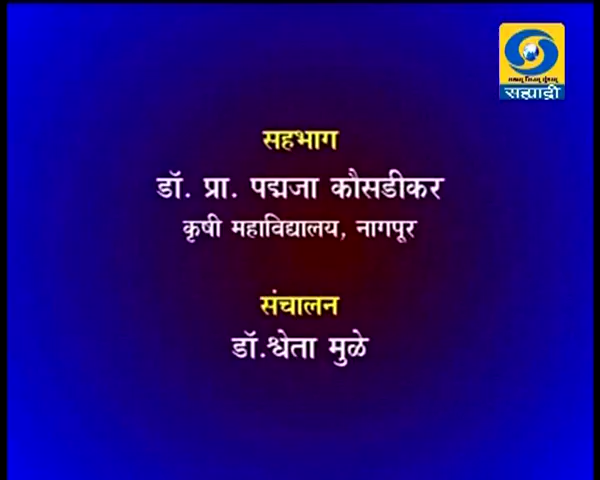 सह्याद्री
सहभाग
डॉ. प्रा. पद्मजा कौसडीकर
कृषी महाविद्यालय, नागपूर
संचालन
डॉ.श्वेता मुळे